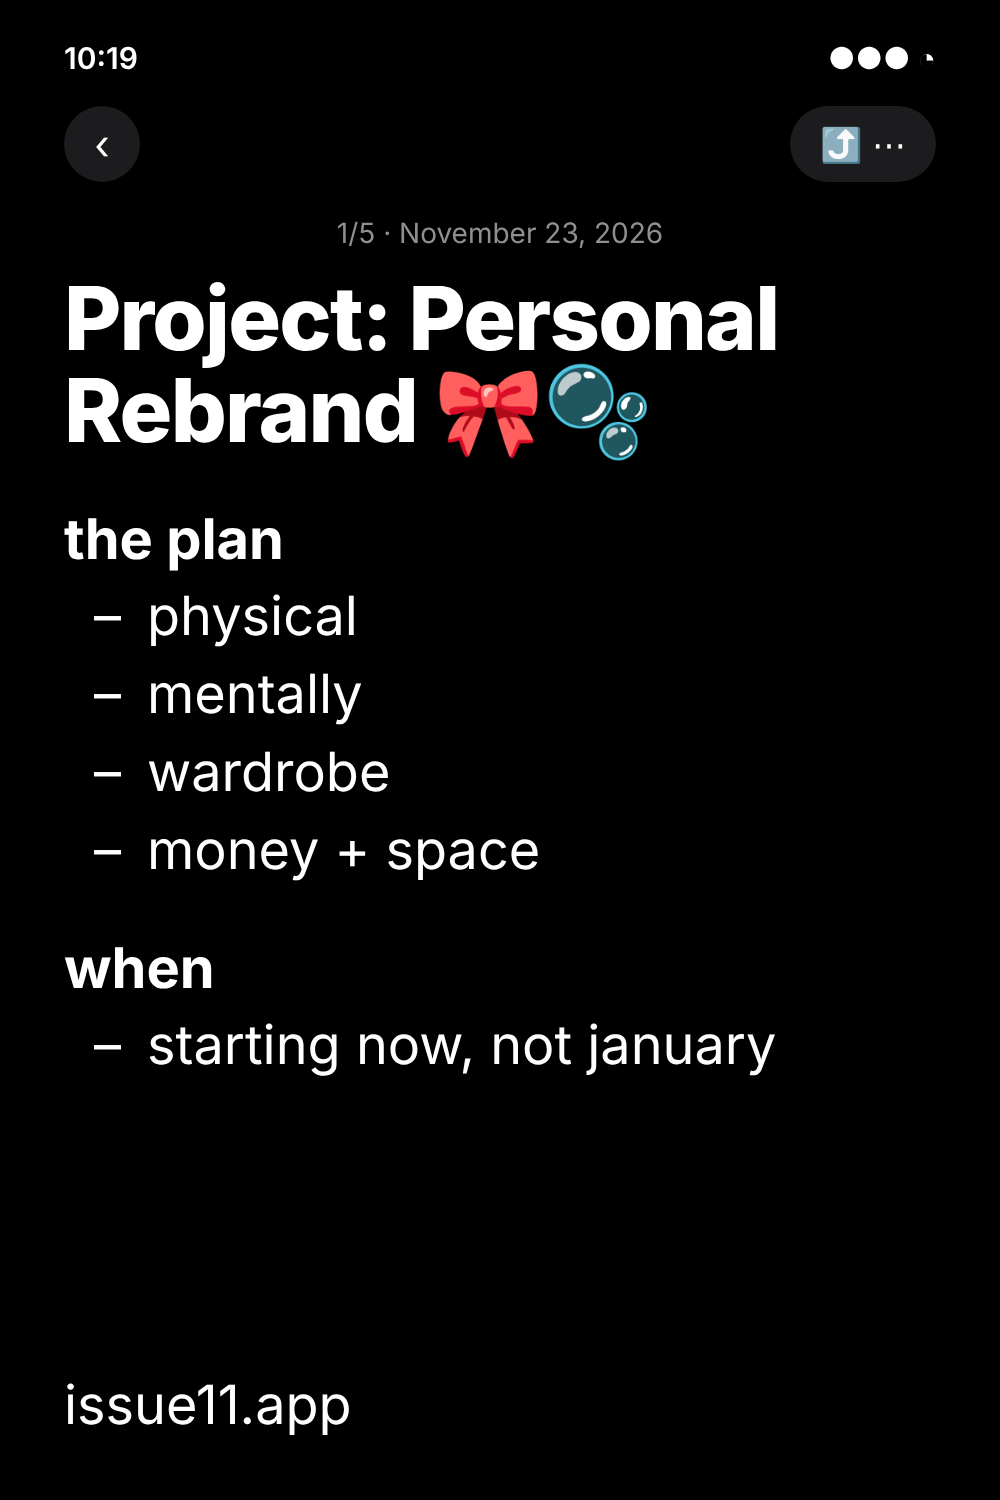 10:19
1/5 · November 23, 2026
Project: Personal
Rebrand 🎀🫧
the plan
– physical
– mentally
– wardrobe
– money + space
when
– starting now, not january
issue11.app